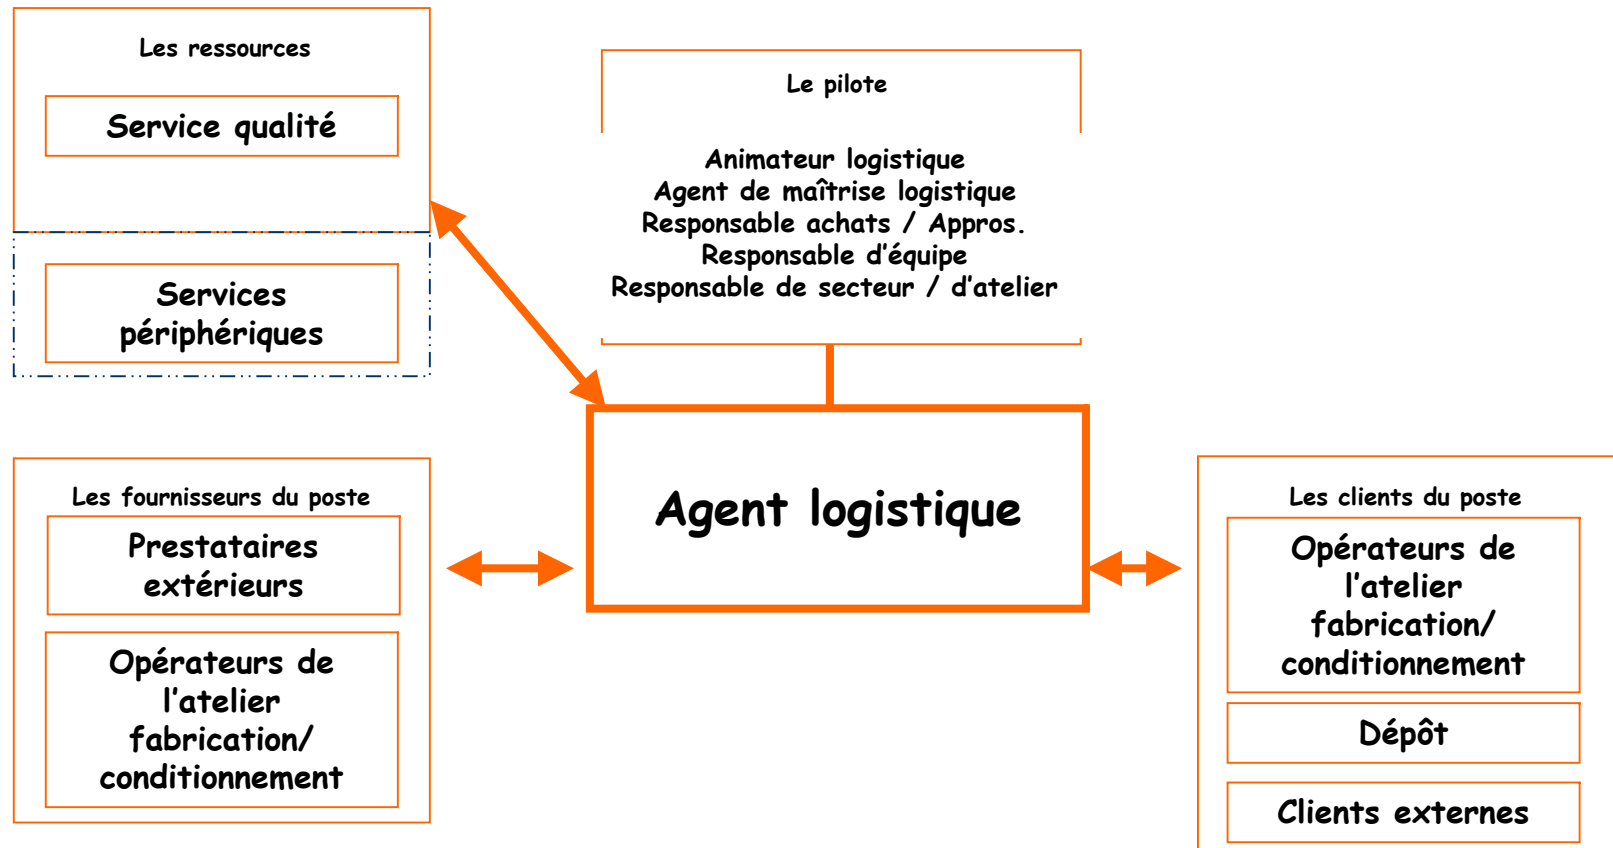 Les ressources
Service qualité
Services
périphériques
Le pilote
Animateur logistique
Agent de maîtrise logistique
Responsable achats / Appros.
Responsable d'équipe
Responsable de secteur / d'atelier
Agent logistique
Les fournisseurs du poste
Prestataires
extérieurs
Opérateurs de
l'atelier
fabrication/
conditionnement
Les clients du poste
Opérateurs de
l'atelier
fabrication/
conditionnement
Dépôt
Clients externes